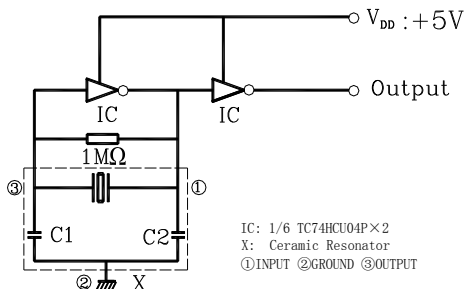 V_DD :+5V
Output
IC IC
1MΩ
③ ①
C1 C2
② X
IC: 1/6 TC74HCU04P×2
X: Ceramic Resonator
①INPUT ②GROUND ③OUTPUT